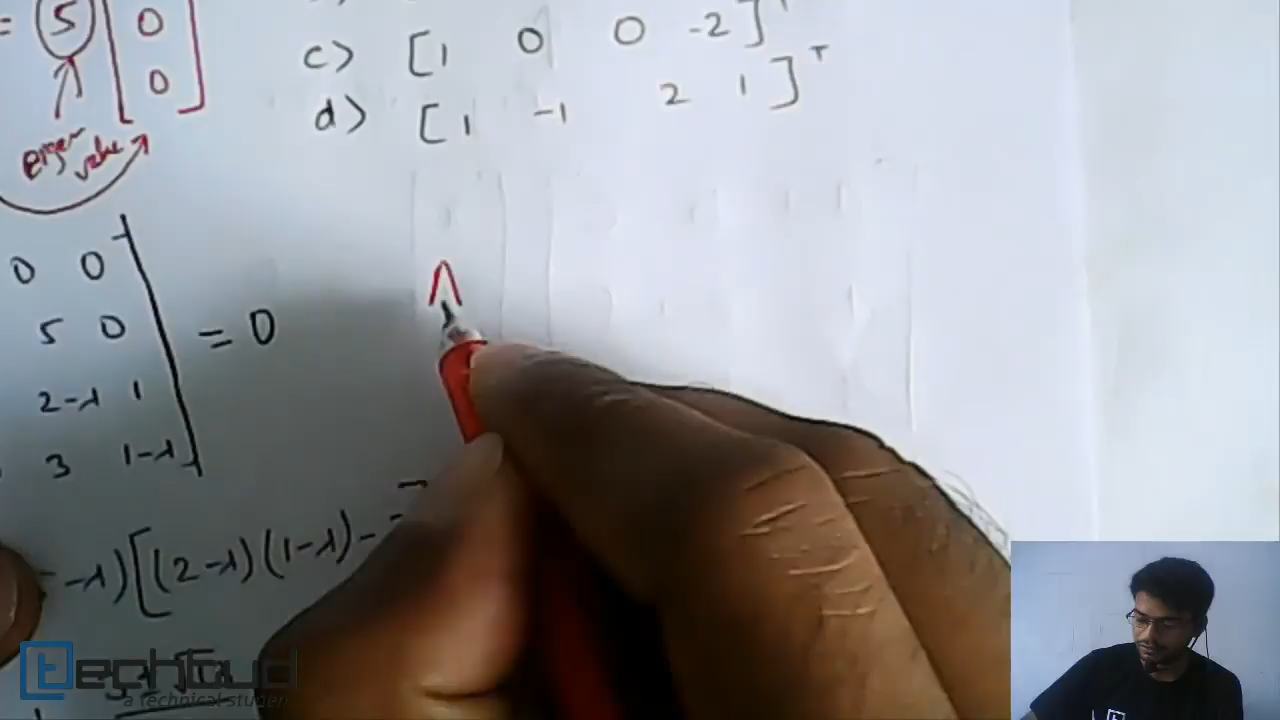 = 5 [ 0
0 ]
eigen value
c) [ 1 0 0 -2 ]ᵀ
d) [ 1 -1 2 1 ]ᵀ
0 0
5 0
2-λ 1
3 1-λ
= 0
-λ) [ (2-λ) (1-λ) -
techtud
a technical student